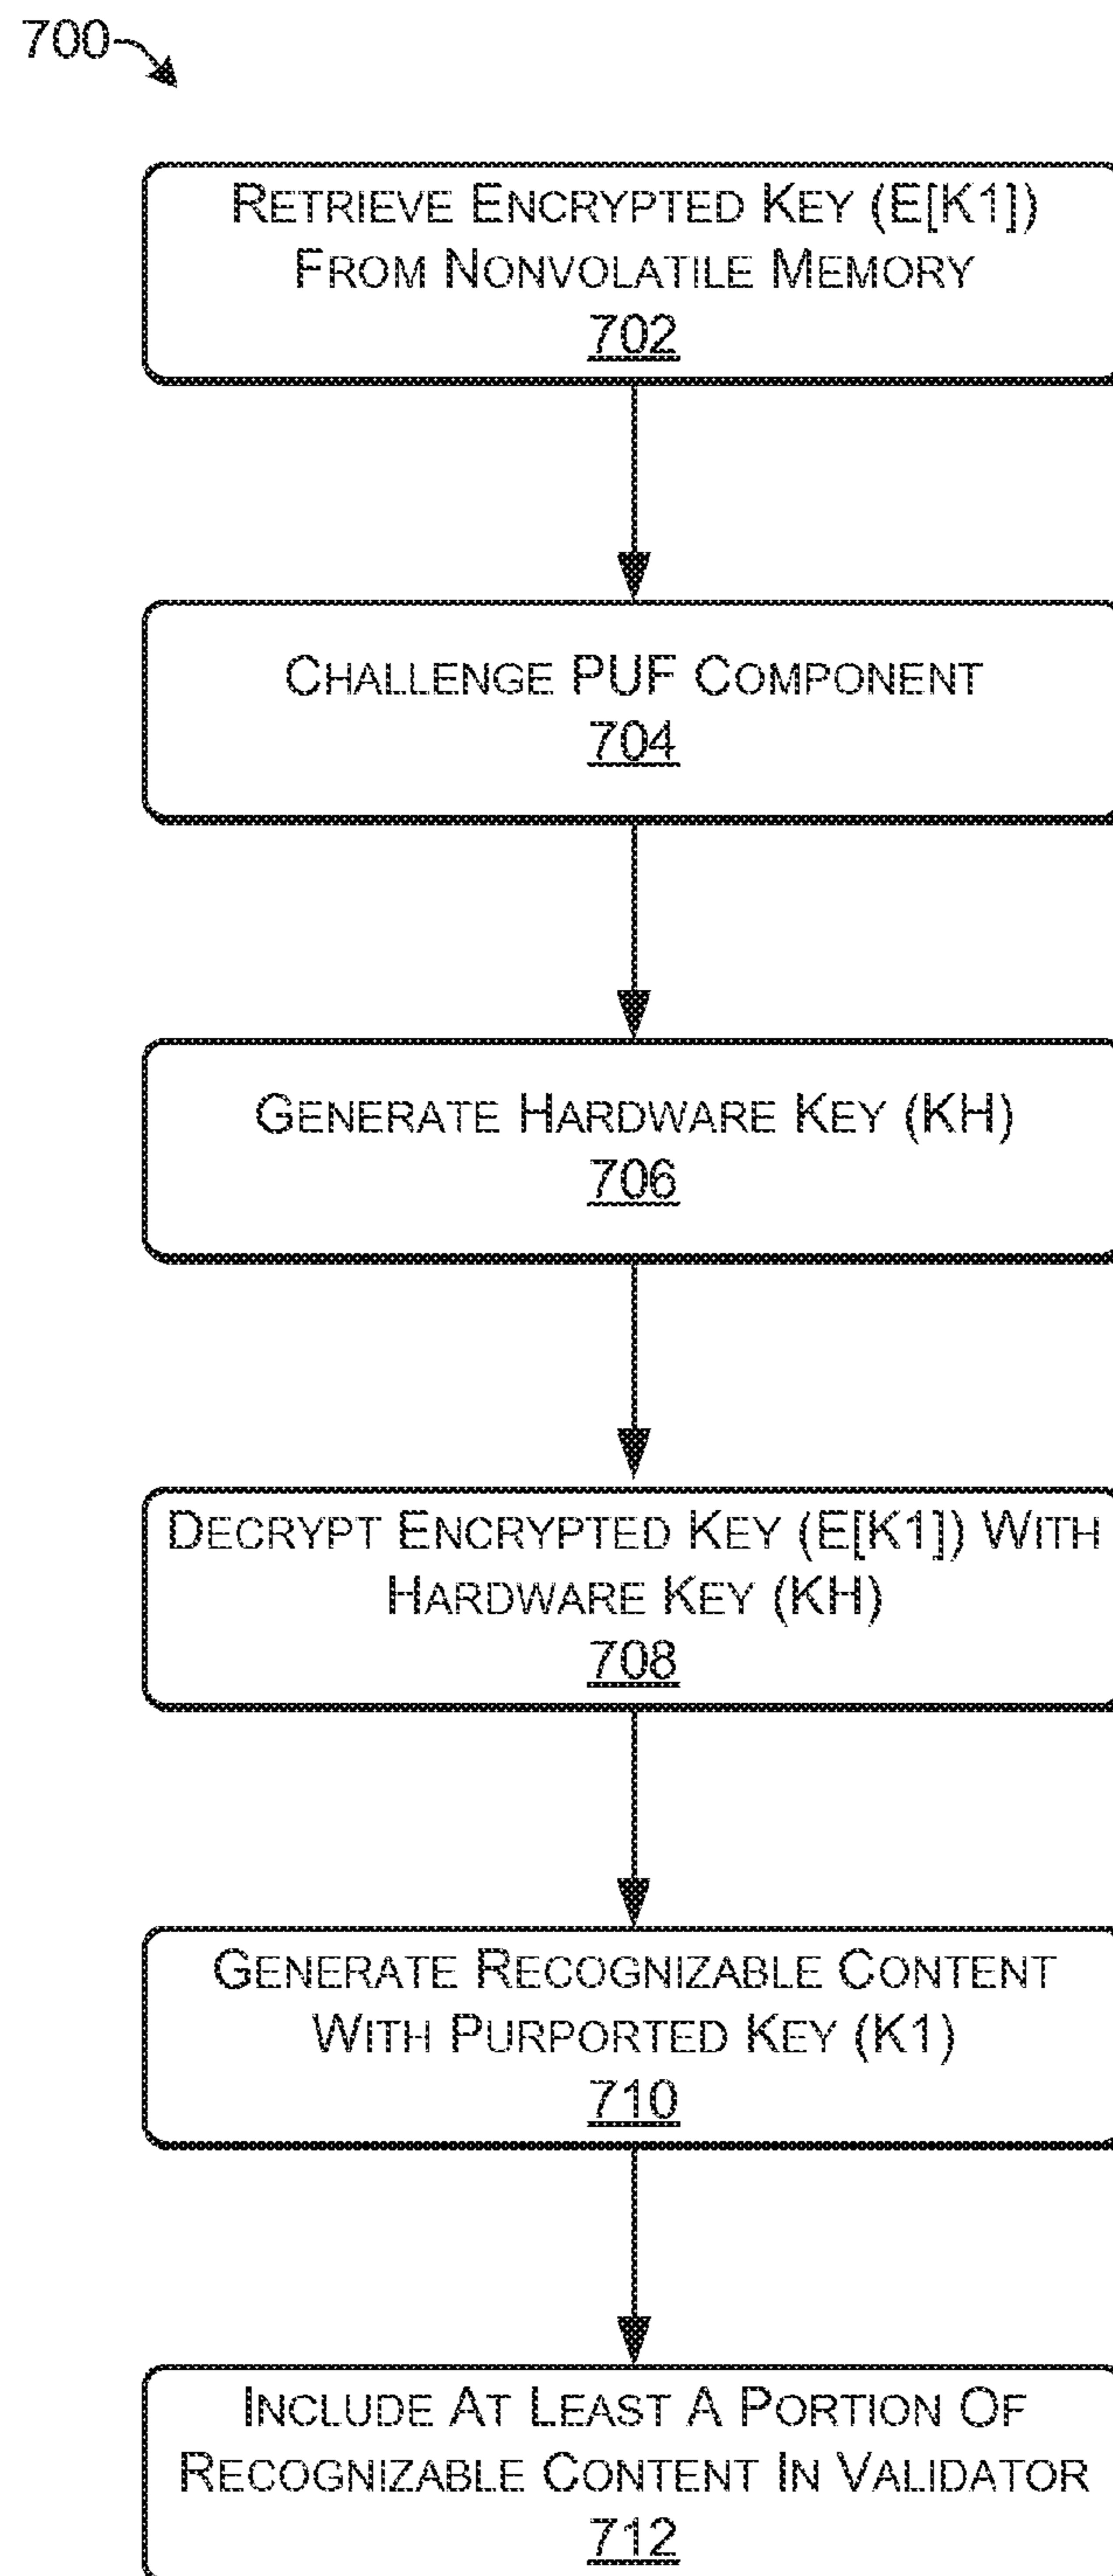 700
RETRIEVE ENCRYPTED KEY (E[K1])
FROM NONVOLATILE MEMORY
702
CHALLENGE PUF COMPONENT
704
GENERATE HARDWARE KEY (KH)
706
DECRYPT ENCRYPTED KEY (E[K1]) WITH
HARDWARE KEY (KH)
708
GENERATE RECOGNIZABLE CONTENT
WITH PURPORTED KEY (K1)
710
INCLUDE AT LEAST A PORTION OF
RECOGNIZABLE CONTENT IN VALIDATOR
712